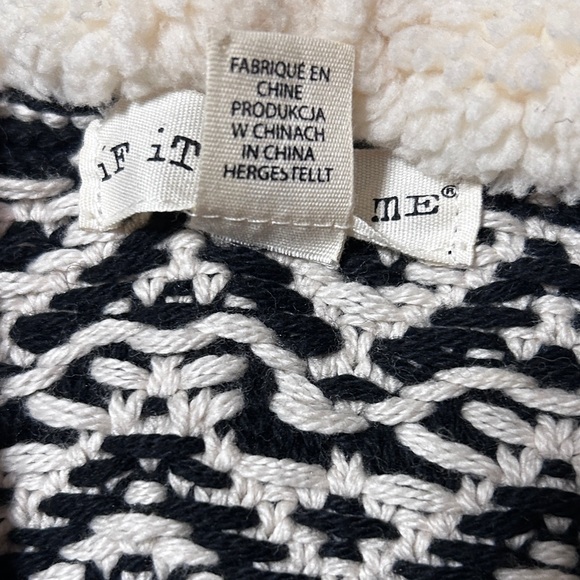 FABRIQUÉ EN
CHINE
PRODUKCJA
W CHINACH
IN CHINA
HERGESTELLT
iF iT
ME®